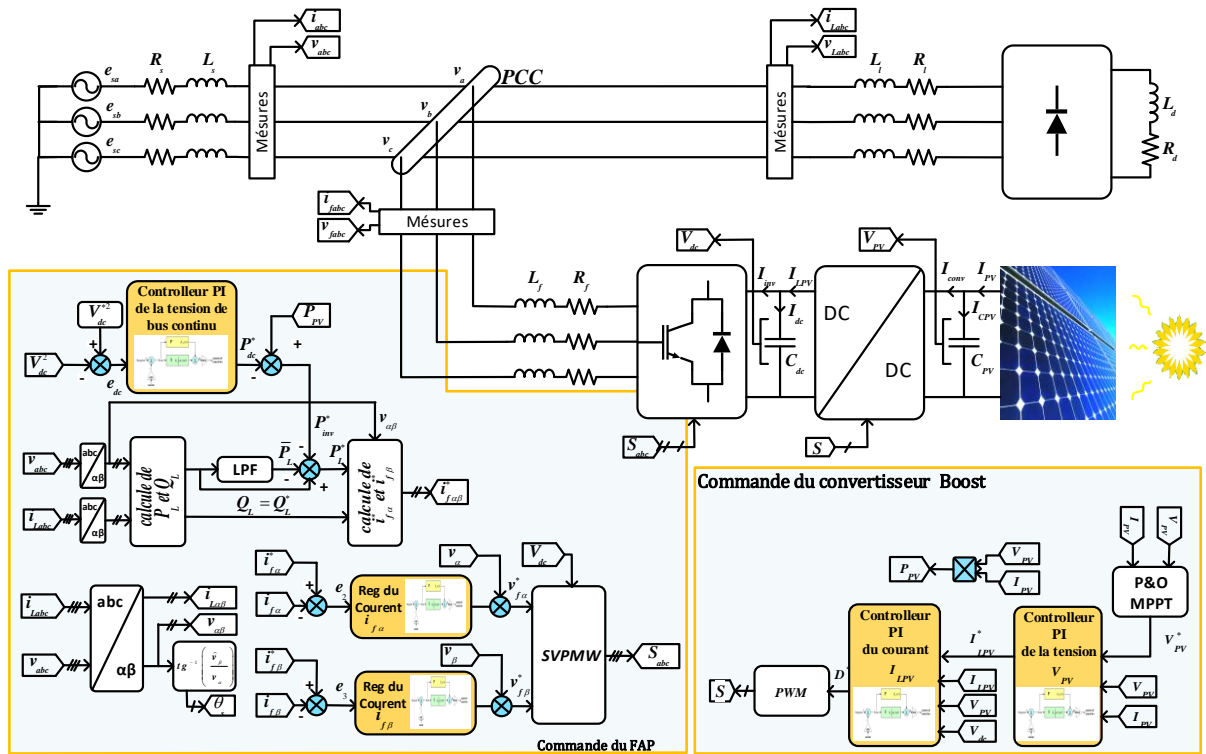 i_abc
v_abc
i_Labc
v_Labc
e_sa
R_s
L_s
v_a
PCC
L_l
R_l
e_sb
Mésures
v_b
Mésures
L_d
e_sc
v_c
R_d
i_fabc
v_fabc
Mésures
V_dc
V_PV
L_f
R_f
I_inv
I_LPV
I_conv
I_PV
I_dc
I_CPV
C_dc
C_PV
DC
DC
S_abc
S
V*2_dc
Controlleur PI
de la tension de
bus continu
P_PV
P*_dc
+
+
V²_dc
-
e_dc
-
v_αβ
P*_inv
v_abc
abc
αβ
calcule de
P_L et Q_L
LPF
P̄_L
-
-
+
P*_L
calcule de
i*_fα et i*_fβ
i*_fαβ
i_Labc
abc
αβ
Q_L = Q*_L
i*_fα
+
i_fα
-
e_2
Reg du
Courent
i_fα
v_α
v*_fα
V_dc
i_Labc
v_abc
abc
αβ
i_Lαβ
v_αβ
tg⁻¹(v̂_β / v_α)
θ_s
i*_fβ
+
i_fβ
-
e_3
Reg du
Courent
i_fβ
v_β
v*_fβ
SVPMW
S_abc
Commande du FAP
Commande du convertisseur Boost
I_PV
V_PV
P_PV
V_PV
I_PV
P&O
MPPT
V*_PV
Controlleur
PI
du courant
I_LPV
I*_LPV
Controlleur
PI
de la tension
V_PV
I_LPV
V_PV
V_dc
V_PV
I_PV
S
PWM
D*